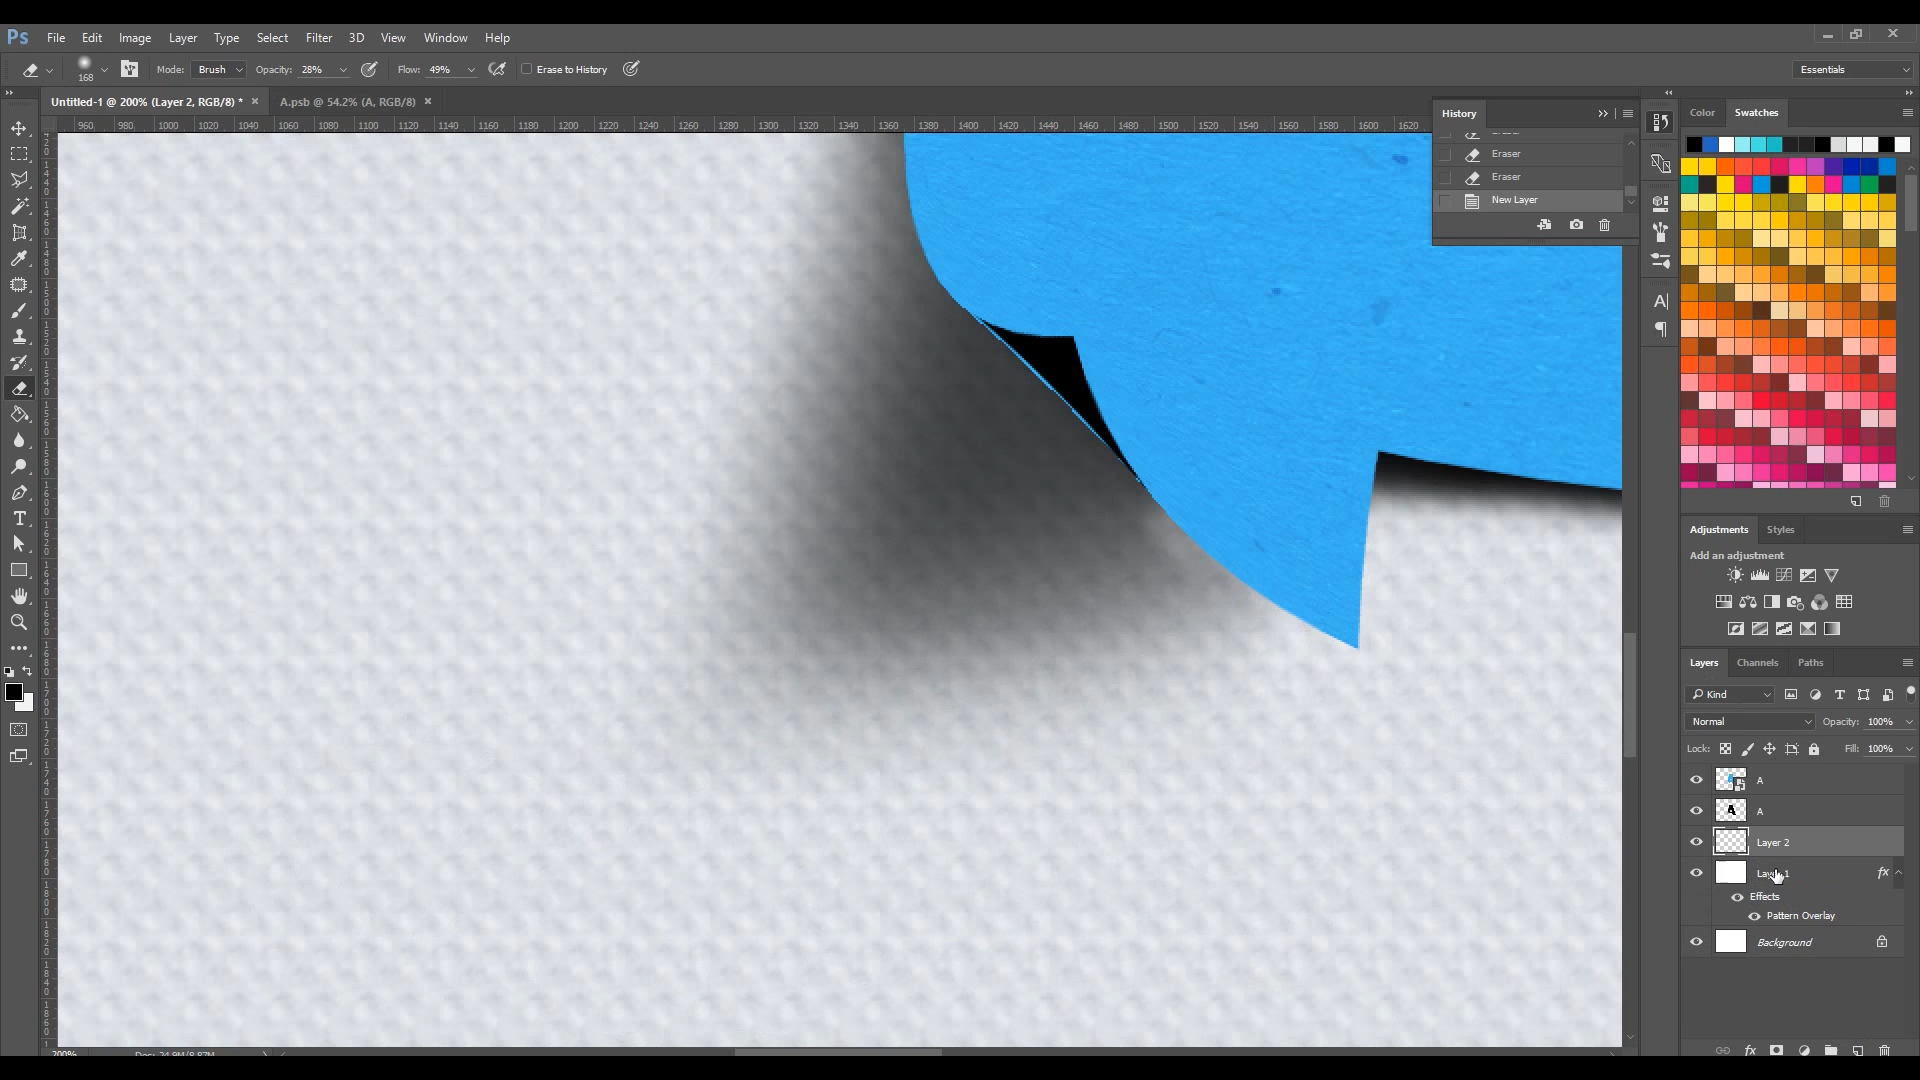 Ps File Edit Image Layer Type Select Filter 3D View Window Help
168 Mode: Brush Opacity: 28% Flow: 49% Erase to History Essentials
Untitled-1 @ 200% (Layer 2, RGB/8) * × A.psb @ 54.2% (A, RGB/8) ×
960 980 1000 1020 1040 1060 1080 1100 1120 1140 1160 1180 1200 1220 1240 1260 1280 1300 1320 1340 1360 1380 1400 1420 1440 1460 1480 1500 1520 1540 1560 1580 1600 1620
History
Eraser
Eraser
New Layer
Color Swatches
Adjustments Styles
Add an adjustment
Layers Channels Paths
Kind
Normal Opacity: 100%
Lock: Fill: 100%
A
A
Layer 2
fx
Effects
Pattern Overlay
Background
fx
200%